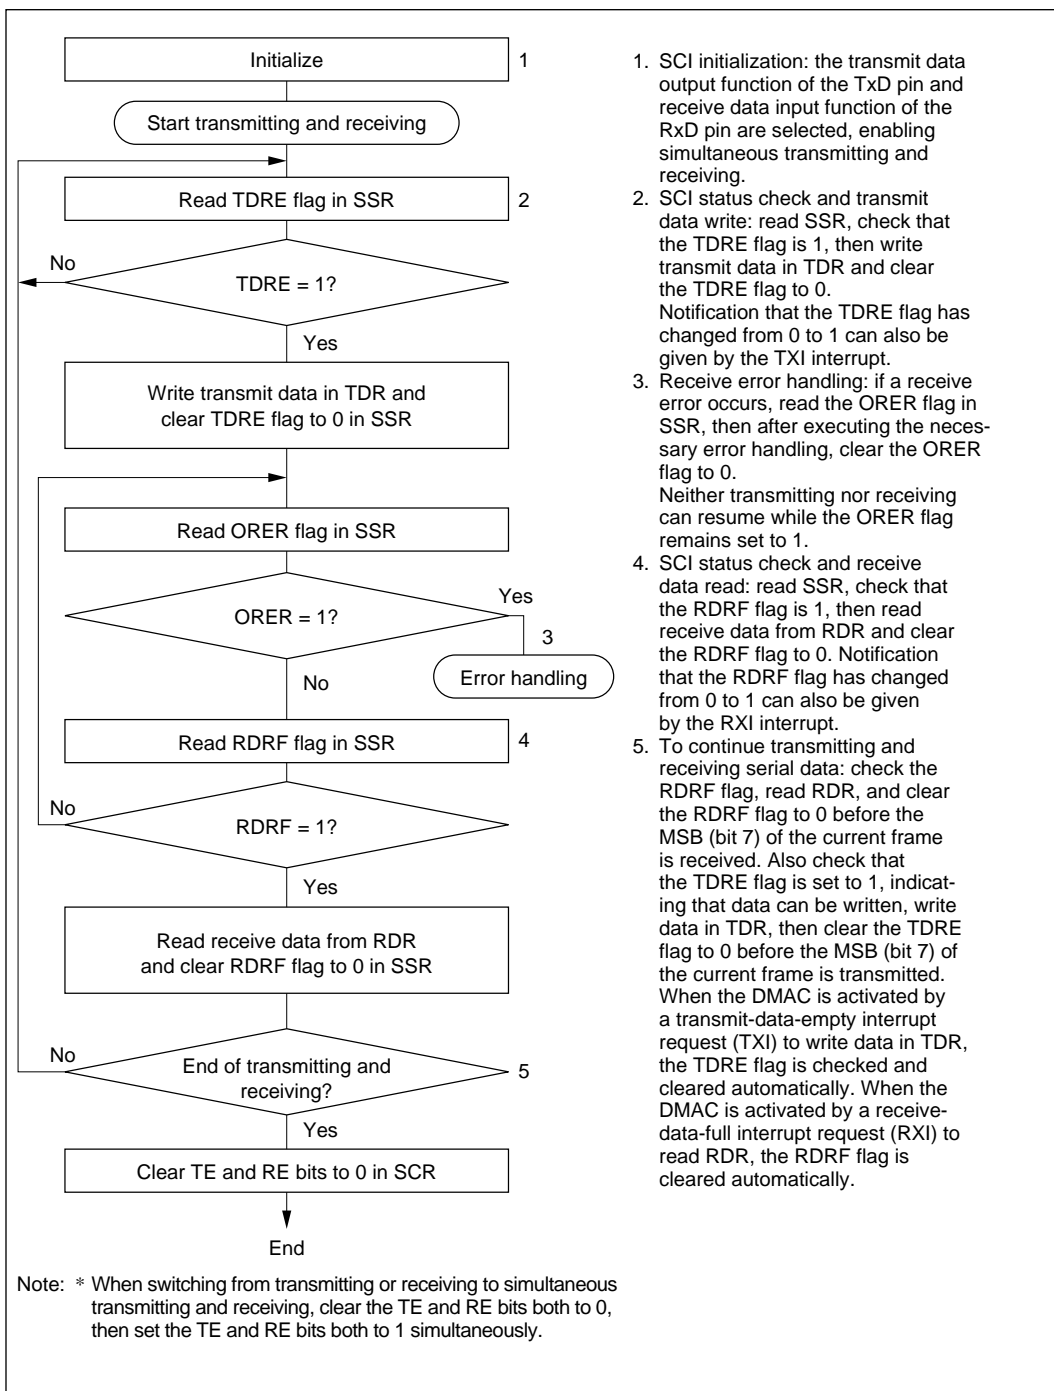 Initialize
1
Start transmitting and receiving
Read TDRE flag in SSR
2
No
TDRE = 1?
Yes
Write transmit data in TDR and
clear TDRE flag to 0 in SSR
Read ORER flag in SSR
ORER = 1?
Yes
3
Error handling
No
Read RDRF flag in SSR
4
No
RDRF = 1?
Yes
Read receive data from RDR
and clear RDRF flag to 0 in SSR
No
End of transmitting and
receiving?
5
Yes
Clear TE and RE bits to 0 in SCR
End
1. SCI initialization: the transmit data
output function of the TxD pin and
receive data input function of the
RxD pin are selected, enabling
simultaneous transmitting and
receiving.
2. SCI status check and transmit
data write: read SSR, check that
the TDRE flag is 1, then write
transmit data in TDR and clear
the TDRE flag to 0.
Notification that the TDRE flag has
changed from 0 to 1 can also be
given by the TXI interrupt.
3. Receive error handling: if a receive
error occurs, read the ORER flag in
SSR, then after executing the neces-
sary error handling, clear the ORER
flag to 0.
Neither transmitting nor receiving
can resume while the ORER flag
remains set to 1.
4. SCI status check and receive
data read: read SSR, check that
the RDRF flag is 1, then read
receive data from RDR and clear
the RDRF flag to 0. Notification
that the RDRF flag has changed
from 0 to 1 can also be given
by the RXI interrupt.
5. To continue transmitting and
receiving serial data: check the
RDRF flag, read RDR, and clear
the RDRF flag to 0 before the
MSB (bit 7) of the current frame
is received. Also check that
the TDRE flag is set to 1, indicat-
ing that data can be written, write
data in TDR, then clear the TDRE
flag to 0 before the MSB (bit 7) of
the current frame is transmitted.
When the DMAC is activated by
a transmit-data-empty interrupt
request (TXI) to write data in TDR,
the TDRE flag is checked and
cleared automatically. When the
DMAC is activated by a receive-
data-full interrupt request (RXI) to
read RDR, the RDRF flag is
cleared automatically.
Note: * When switching from transmitting or receiving to simultaneous
transmitting and receiving, clear the TE and RE bits both to 0,
then set the TE and RE bits both to 1 simultaneously.